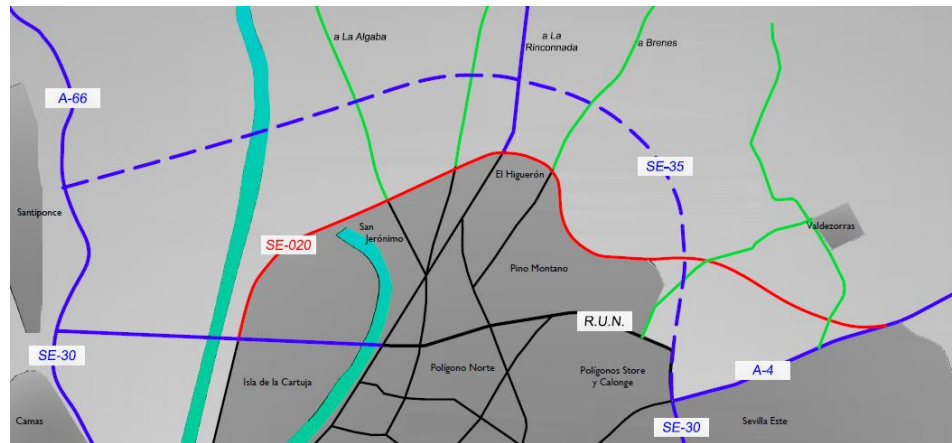 a La Algaba
a La
Rinconnada
a Brenes
A-66
El Higuerón
SE-35
Santiponce
San
Jerónimo
Valdezorras
SE-020
Pino Montano
R.U.N.
SE-30
Isla de la Cartuja
Polígono Norte
Polígonos Store
y Calonge
A-4
Camas
SE-30
Sevilla Este